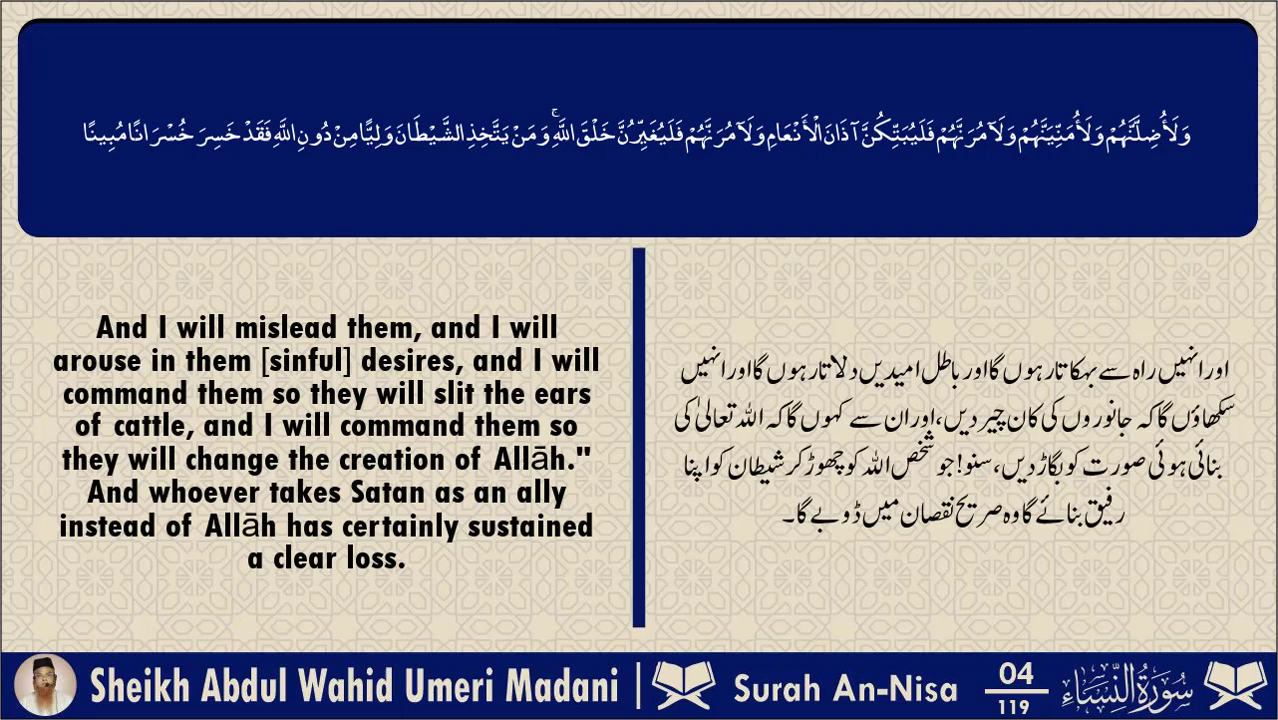 وَلَأُضِلَّنَّهُمْ وَلَأُمَنِّيَنَّهُمْ وَلَآمُرَنَّهُمْ فَلَيُبَتِّكُنَّ آذَانَ الْأَنْعَامِ وَلَآمُرَنَّهُمْ فَلَيُغَيِّرُنَّ خَلْقَ اللَّهِ ۚ وَمَنْ يَتَّخِذِ الشَّيْطَانَ وَلِيًّا مِنْ دُونِ اللَّهِ فَقَدْ خَسِرَ خُسْرَانًا مُبِينًا
And I will mislead them, and I will
arouse in them [sinful] desires, and I will
command them so they will slit the ears
of cattle, and I will command them so
they will change the creation of Allāh."
And whoever takes Satan as an ally
instead of Allāh has certainly sustained
a clear loss.
اور انہیں راہ سے بہکاتا رہوں گا اور باطل امیدیں دلاتا رہوں گا اور انہیں
سکھاؤں گا کہ جانوروں کی کان چیر دیں، اور ان سے کہوں گا کہ اللہ تعالیٰ کی
بنائی ہوئی صورت کو بگاڑ دیں، سنو! جو شخص اللہ کو چھوڑ کر شیطان کو اپنا
رفیق بنائے گا وہ صریح نقصان میں ڈوبے گا۔
Sheikh Abdul Wahid Umeri Madani |
Surah An-Nisa
04
119
سُورَةُ النِّسَاءِ